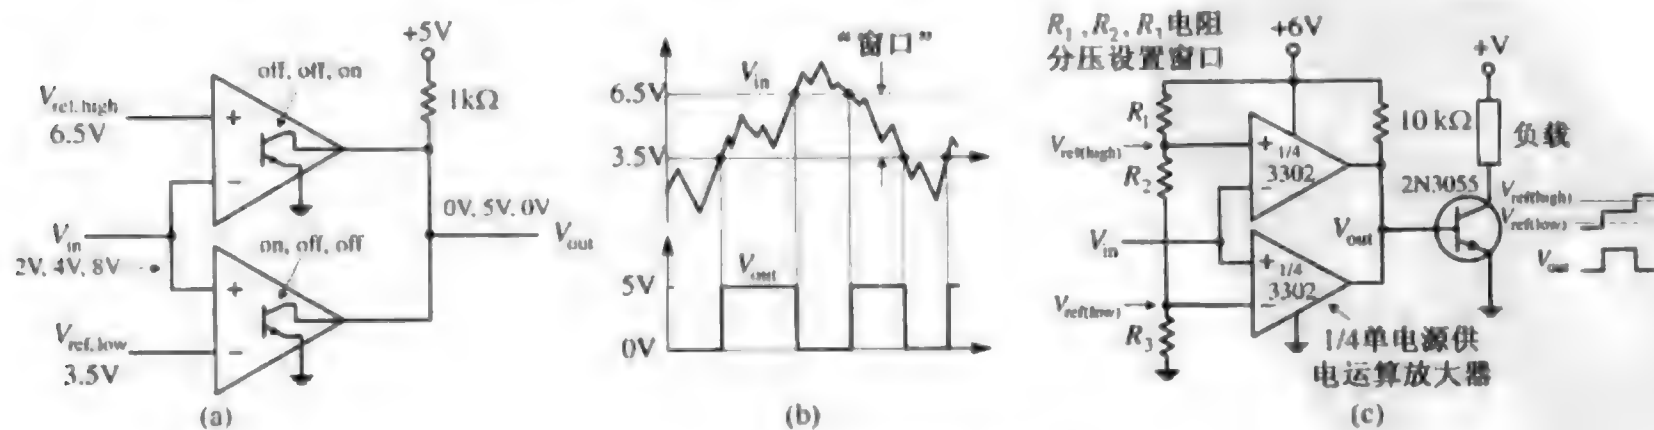 +5V
off, off, on
V_ref,high
6.5V
1kΩ
+
−
0V, 5V, 0V
V_in
2V, 4V, 8V
on, off, off
V_out
+
−
V_ref,low
3.5V
(a)
“窗口”
V_in
6.5V
3.5V
V_out
5V
0V
(b)
R₁,R₂,R₃电阻
分压设置窗口
+6V
+V
R₁
10 kΩ
负载
V_ref(high)
+
1/4
3302
−
R₂
2N3055
V_ref(high)
V_ref(low)
V_in
V_out
V_out
+
1/4
3302
−
V_ref(low)
R₃
1/4单电源供
电运算放大器
(c)